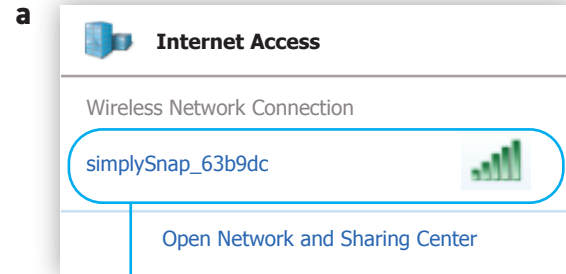 a
Internet Access
Wireless Network Connection
simplySnap_63b9dc
Open Network and Sharing Center